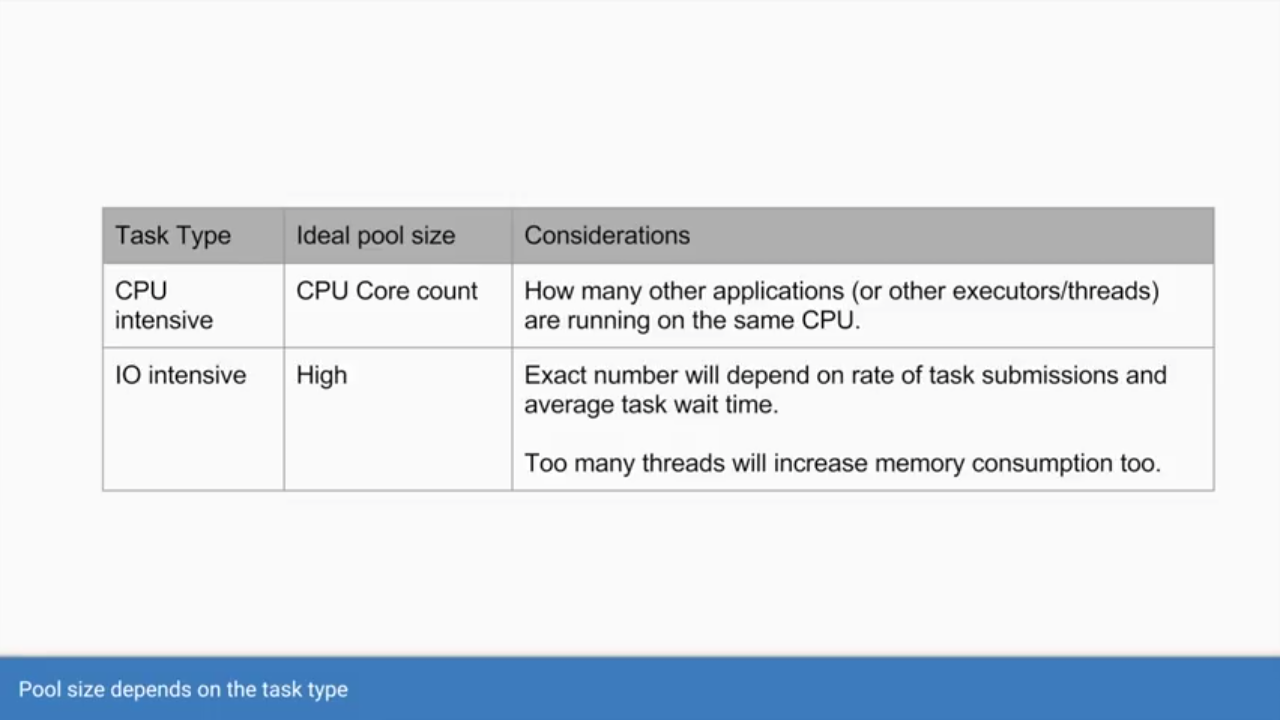 Task Type
Ideal pool size
Considerations
CPU
intensive
CPU Core count
How many other applications (or other executors/threads)
are running on the same CPU.
IO intensive
High
Exact number will depend on rate of task submissions and
average task wait time.
Too many threads will increase memory consumption too.
Pool size depends on the task type